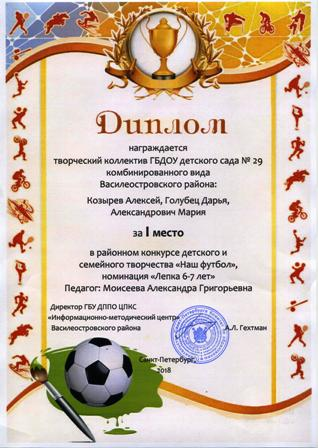 Диплом
награждается
творческий коллектив ГБДОУ детского сада № 29
комбинированного вида
Василеостровского района:
Козырев Алексей, Голубец Дарья,
Александрович Мария
за I место
в районном конкурсе детского и
семейного творчества «Наш футбол»,
номинация «Лепка 6-7 лет»
Педагог: Моисеева Александра Григорьевна
Директор ГБУ ДППО ЦПКС
«Информационно-методический центр»
Василеостровского района
А.Л. Гехтман
Санкт-Петербург,
2018